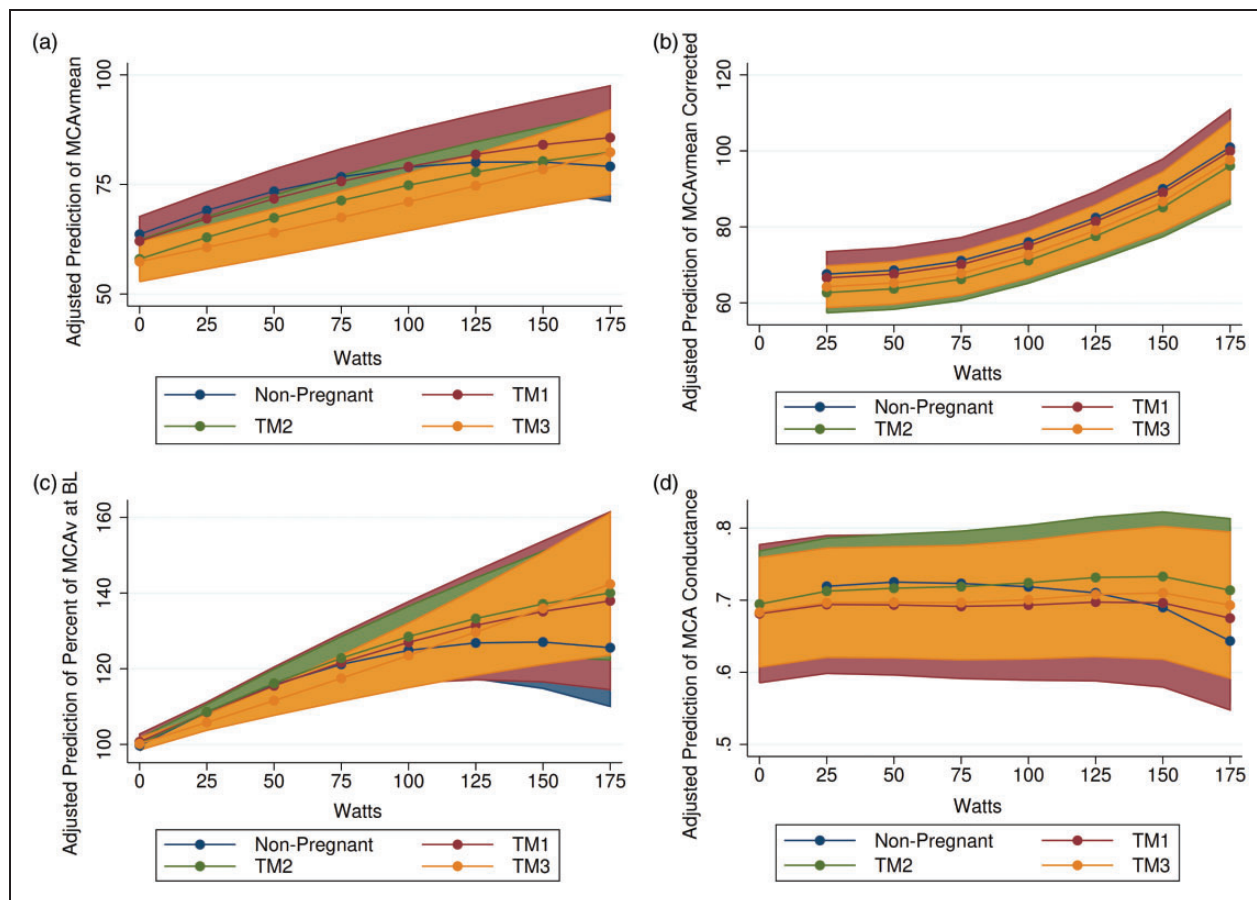 (a)
Adjusted Prediction of MCAvmean
100
75
50
0 25 50 75 100 125 150 175
Watts
Non-Pregnant TM1
TM2 TM3
(b)
Adjusted Prediction of MCAvmean Corrected
120
100
80
60
0 25 50 75 100 125 150 175
Watts
Non-Pregnant TM1
TM2 TM3
(c)
Adjusted Prediction of Percent of MCAv at BL
160
140
120
100
0 25 50 75 100 125 150 175
Watts
Non-Pregnant TM1
TM2 TM3
(d)
Adjusted Prediction of MCA Conductance
.8
.7
.6
.5
0 25 50 75 100 125 150 175
Watts
Non-Pregnant TM1
TM2 TM3